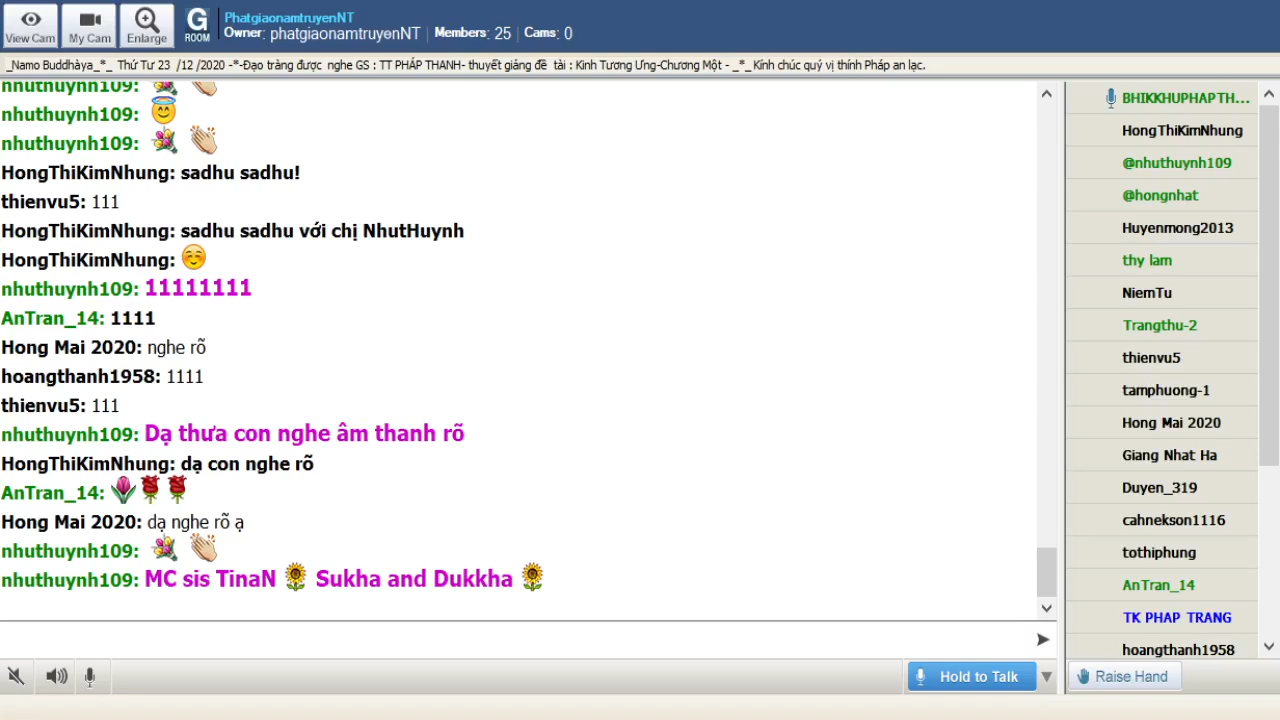 View Cam
My Cam
Enlarge
G
ROOM
PhatgiaonamtruyenNT
Owner: phatgiaonamtruyenNT Members: 25 Cams: 0
_Namo Buddhàya_*_ Thứ Tư 23 /12 /2020 -*-Đạo tràng được nghe GS : TT PHÁP THANH- thuyết giảng đề tài : Kinh Tương Ưng-Chương Một - _*_Kính chúc quý vị thính Pháp an lạc.
nhuthuynh109:
nhuthuynh109:
nhuthuynh109:
HongThiKimNhung: sadhu sadhu!
thienvu5: 111
HongThiKimNhung: sadhu sadhu với chị NhutHuynh
HongThiKimNhung:
nhuthuynh109: 11111111
AnTran_14: 1111
Hong Mai 2020: nghe rõ
hoangthanh1958: 1111
thienvu5: 111
nhuthuynh109: Dạ thưa con nghe âm thanh rõ
HongThiKimNhung: dạ con nghe rõ
AnTran_14:
Hong Mai 2020: dạ nghe rõ ạ
nhuthuynh109:
nhuthuynh109: MC sis TinaN Sukha and Dukkha
BHIKKHUPHAPTH...
HongThiKimNhung
@nhuthuynh109
@hongnhat
Huyenmong2013
thy lam
NiemTu
Trangthu-2
thienvu5
tamphuong-1
Hong Mai 2020
Giang Nhat Ha
Duyen_319
cahnekson1116
tothiphung
AnTran_14
TK PHAP TRANG
hoangthanh1958
Hold to Talk
Raise Hand